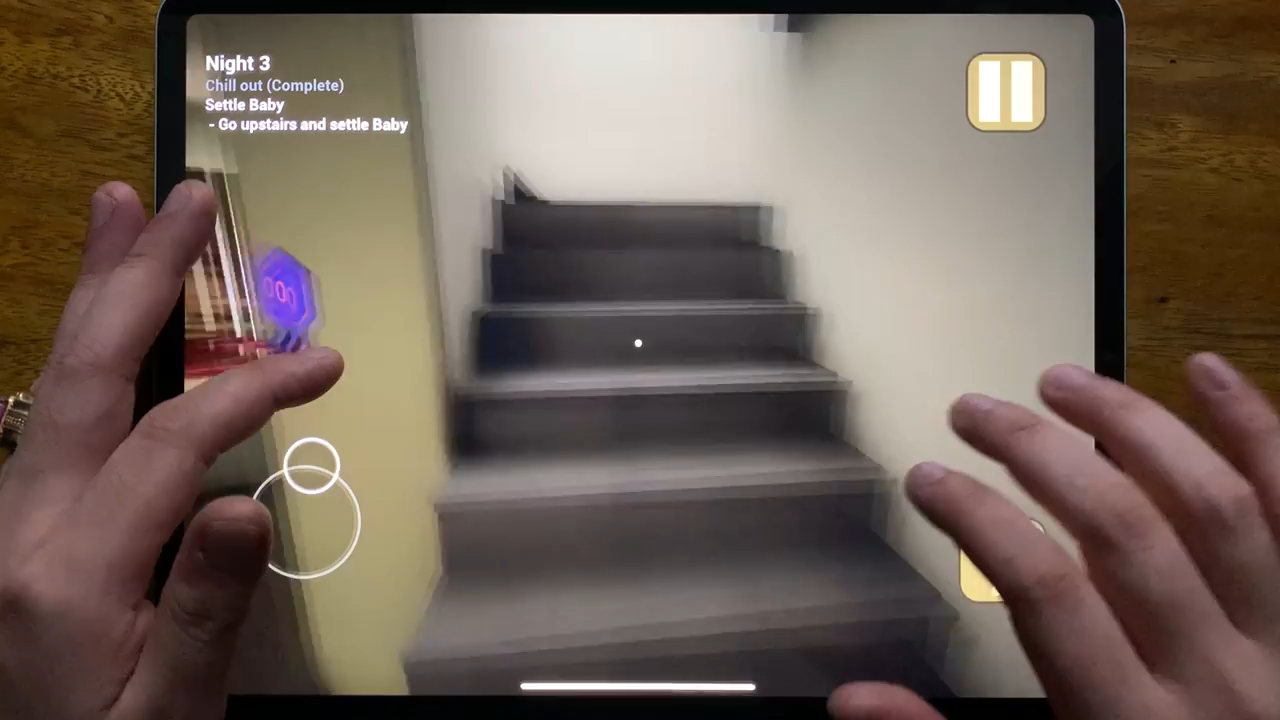 Night 3
Chill out (Complete)
Settle Baby
- Go upstairs and settle Baby